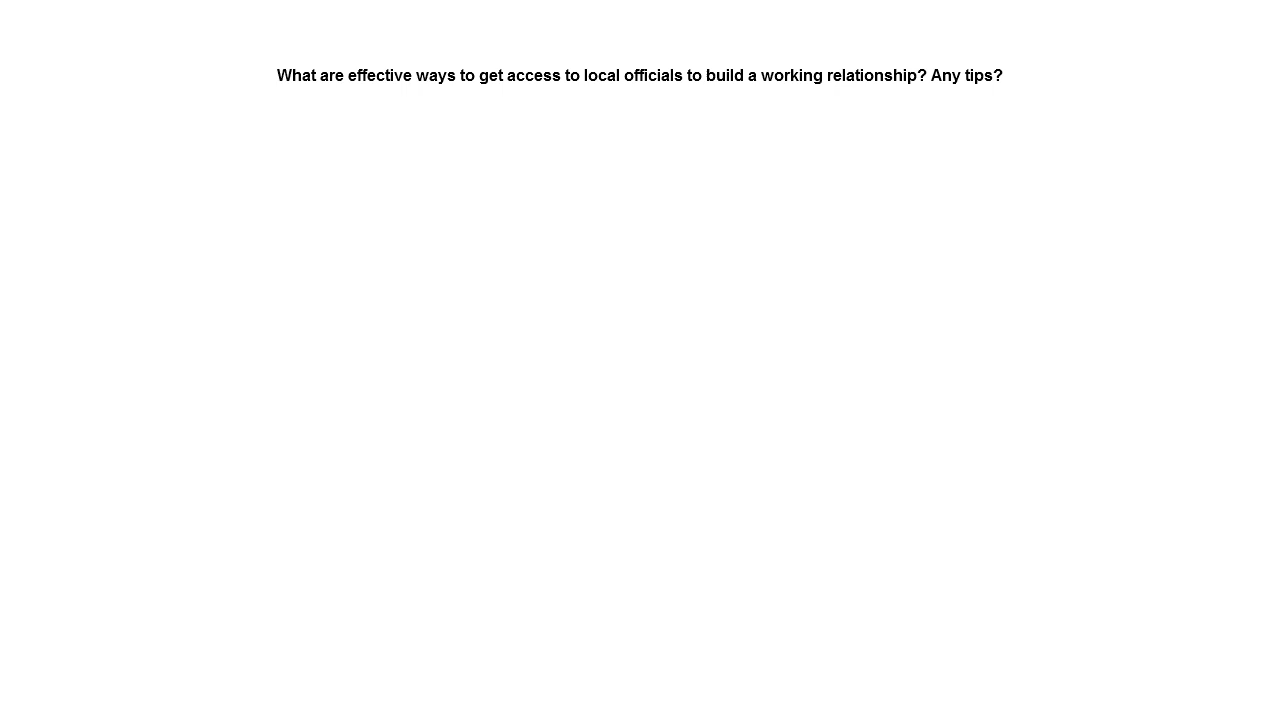 What are effective ways to get access to local officials to build a working relationship? Any tips?